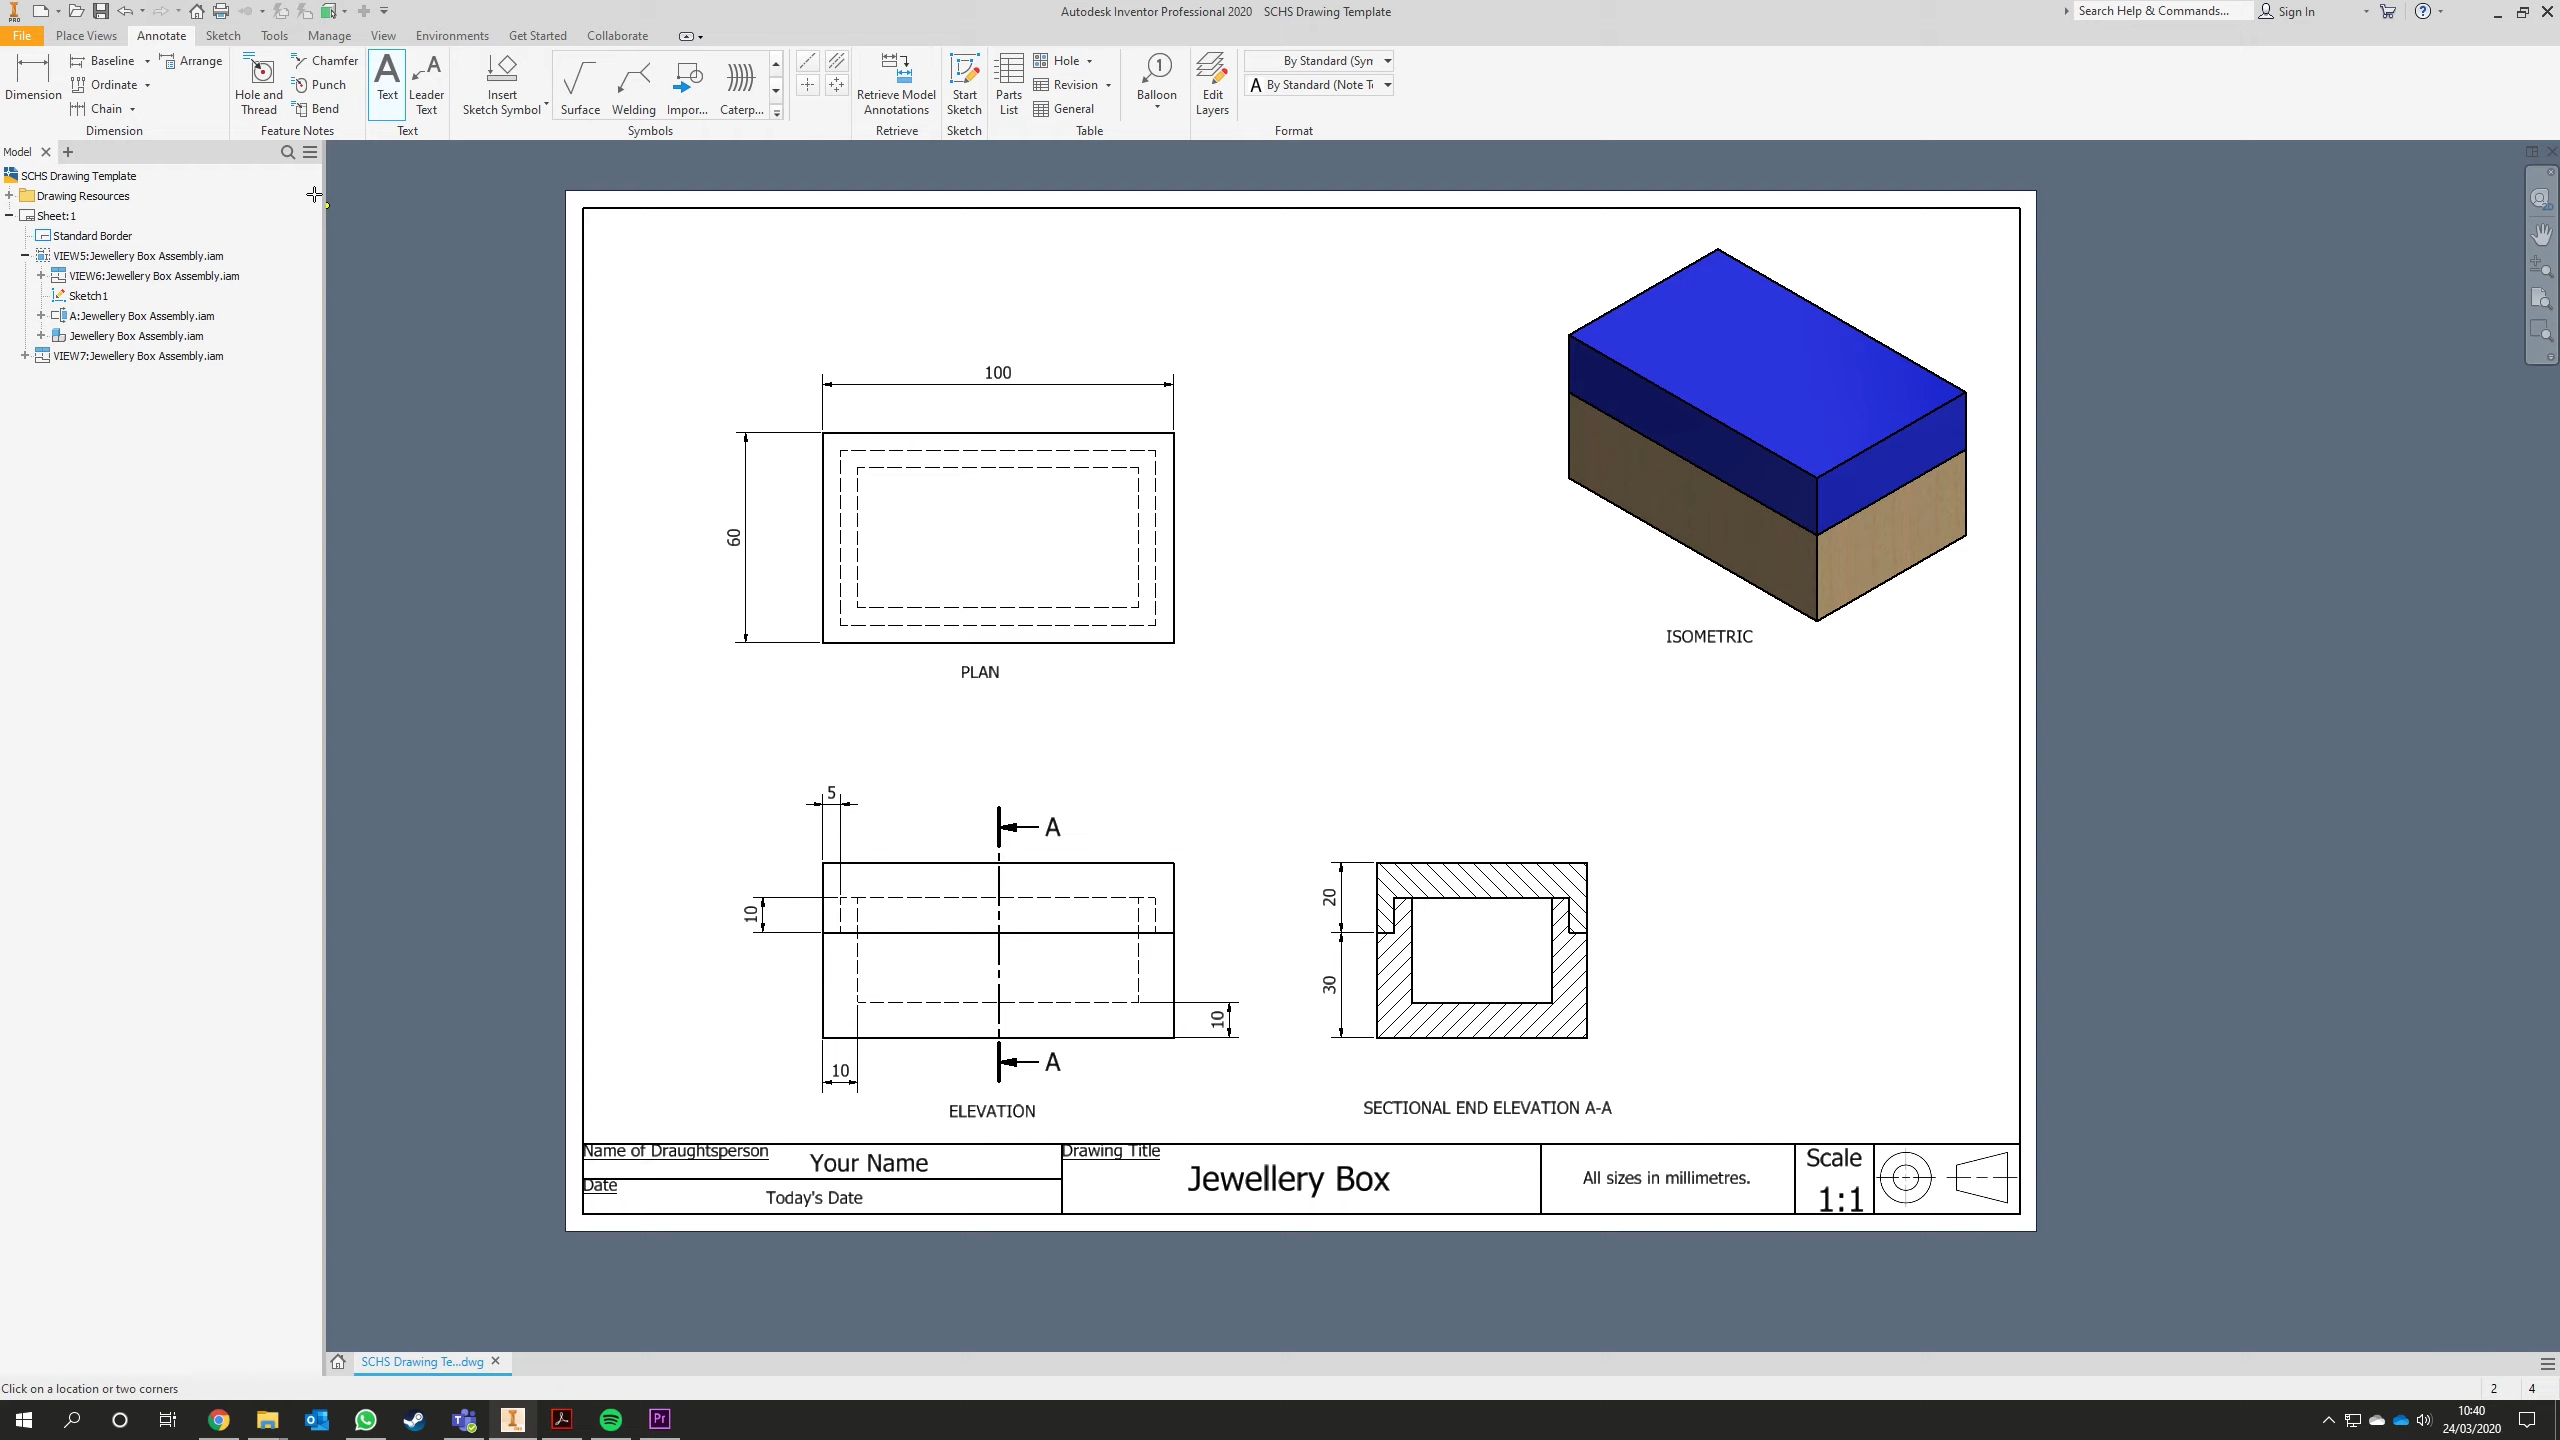 Autodesk Inventor Professional 2020   SCHS Drawing Template
Search Help & Commands...
Sign In
File
Place Views
Annotate
Sketch
Tools
Manage
View
Environments
Get Started
Collaborate
Dimension
Baseline
Ordinate
Chain
Arrange
Dimension
Hole and Thread
Chamfer
Punch
Bend
Feature Notes
Text
Leader Text
Text
Insert Sketch Symbol
Surface
Welding
Impor...
Caterp...
Symbols
Retrieve Model Annotations
Retrieve
Start Sketch
Sketch
Parts List
Hole
Revision
General
Table
1
Balloon
Edit Layers
By Standard (Sym
A By Standard (Note T
Format
Model
SCHS Drawing Template
Drawing Resources
Sheet:1
Standard Border
VIEW5:Jewellery Box Assembly.iam
VIEW6:Jewellery Box Assembly.iam
Sketch1
A:Jewellery Box Assembly.iam
Jewellery Box Assembly.iam
VIEW7:Jewellery Box Assembly.iam
100
60
PLAN
ISOMETRIC
5
A
10
10
10
A
ELEVATION
20
30
SECTIONAL END ELEVATION A-A
Name of Draughtsperson
Your Name
Date
Today's Date
Drawing Title
Jewellery Box
All sizes in millimetres.
Scale
1:1
SCHS Drawing Te...dwg
Click on a location or two corners
2
4
10:40
24/03/2020